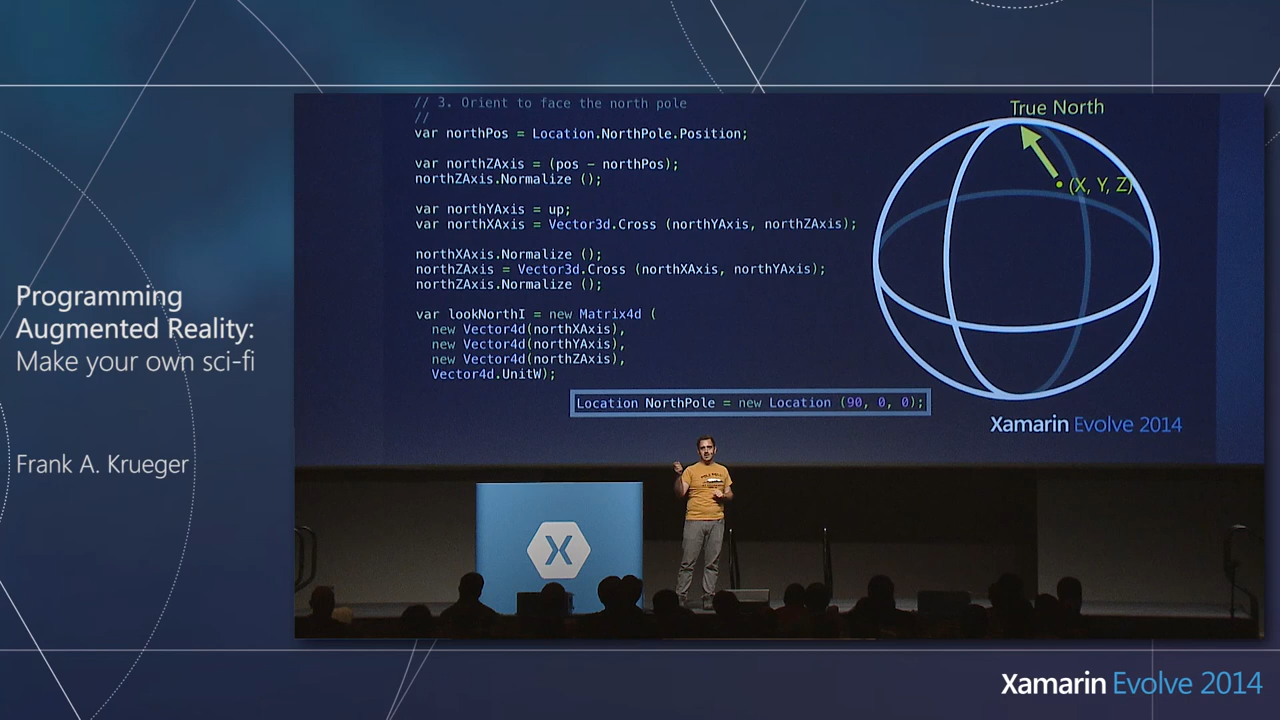 Programming
Augmented Reality:
Make your own sci-fi
Frank A. Krueger
// 3. Orient to face the north pole
//
var northPos = Location.NorthPole.Position;
var northZAxis = (pos - northPos);
northZAxis.Normalize ();
var northYAxis = up;
var northXAxis = Vector3d.Cross (northYAxis, northZAxis);
northXAxis.Normalize ();
northZAxis = Vector3d.Cross (northXAxis, northYAxis);
northZAxis.Normalize ();
var lookNorthI = new Matrix4d (
new Vector4d(northXAxis),
new Vector4d(northYAxis),
new Vector4d(northZAxis),
Vector4d.UnitW);
Location NorthPole = new Location (90, 0, 0);
True North
(X, Y, Z)
Xamarin Evolve 2014
X
Xamarin Evolve 2014